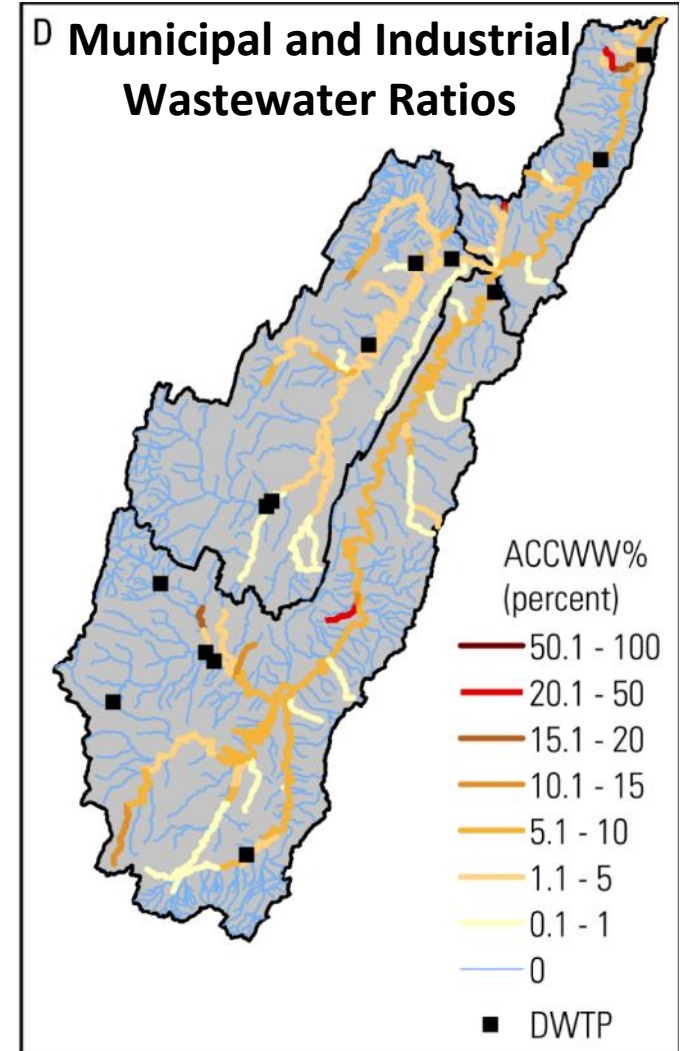 D Municipal and Industrial
Wastewater Ratios
ACCWW%
(percent)
50.1 - 100
20.1 - 50
15.1 - 20
10.1 - 15
5.1 - 10
1.1 - 5
0.1 - 1
0
DWTP